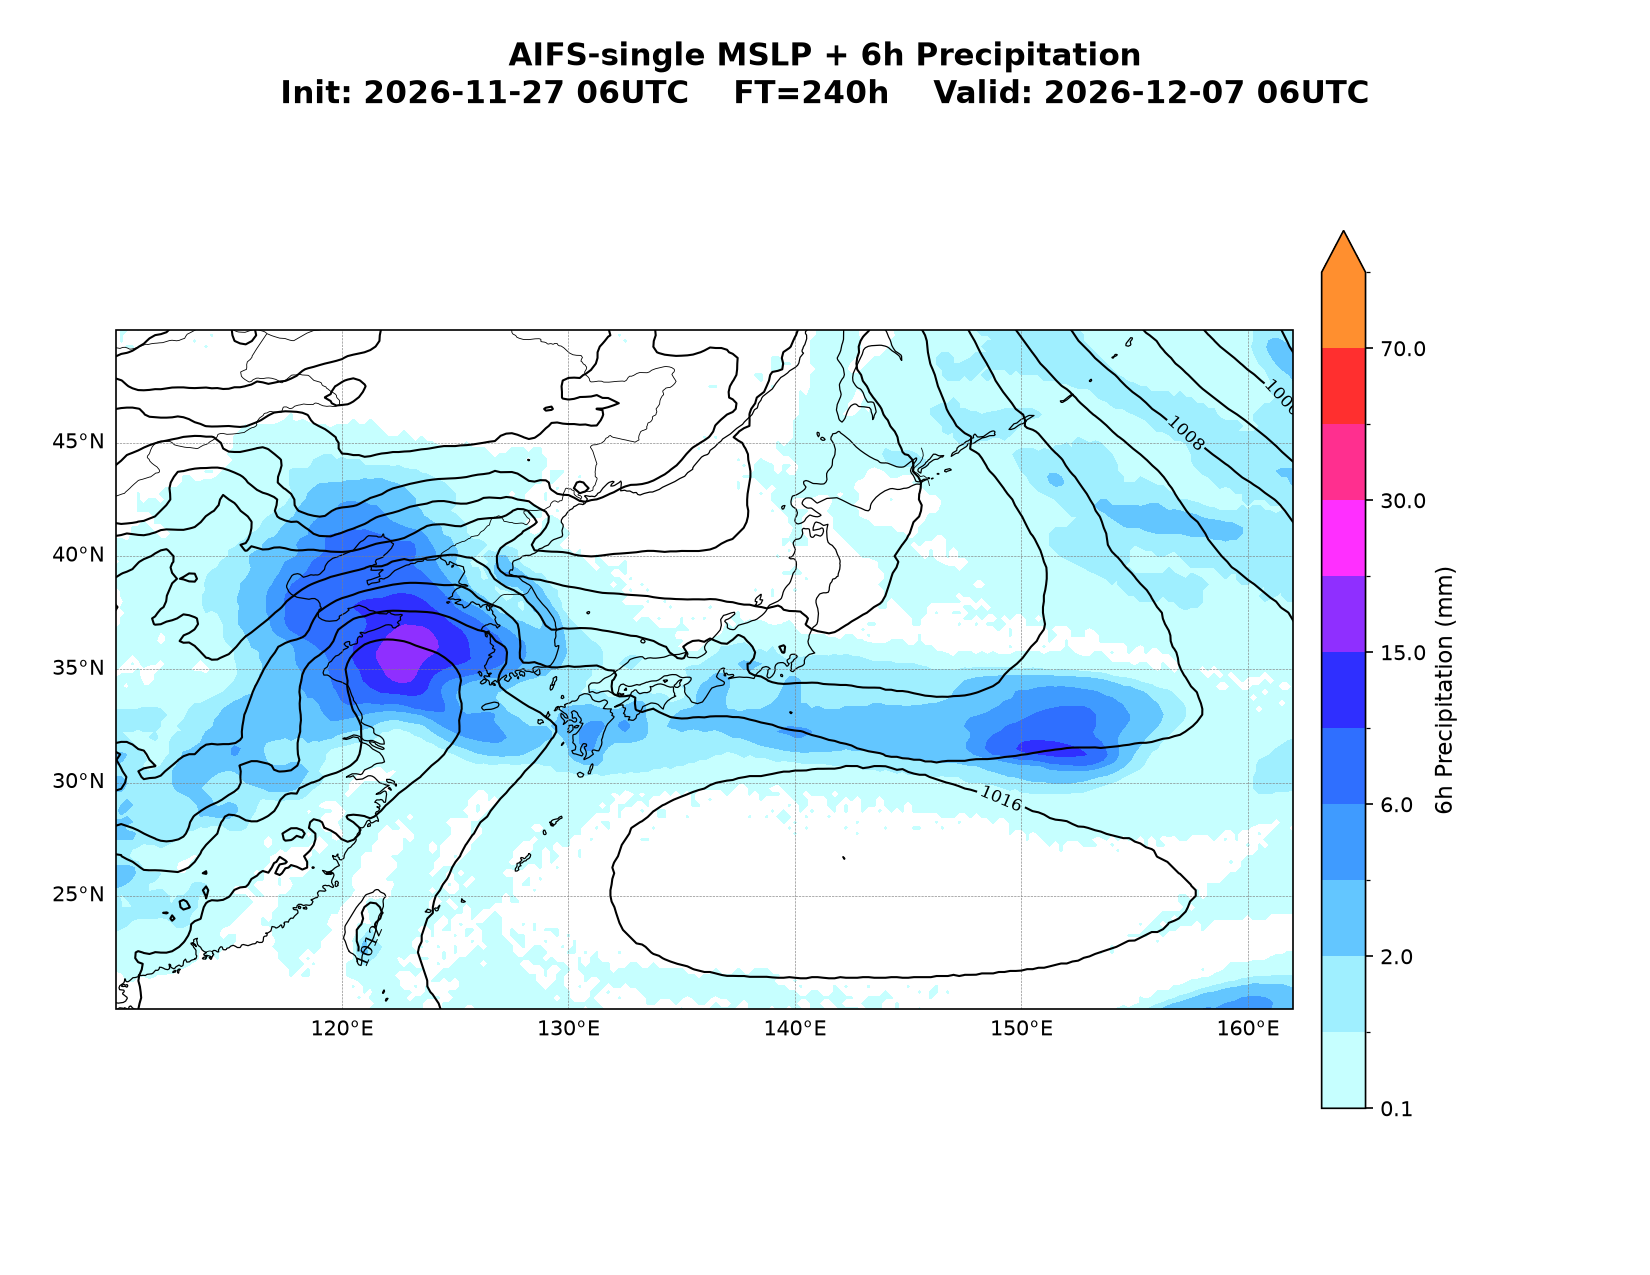 AIFS-single MSLP + 6h Precipitation
Init: 2026-11-27 06UTC    FT=240h    Valid: 2026-12-07 06UTC
70.0
30.0
15.0
6.0
2.0
0.1
6h Precipitation (mm)
45°N
40°N
35°N
30°N
25°N
1008
1016
1012
120°E
130°E
140°E
150°E
160°E